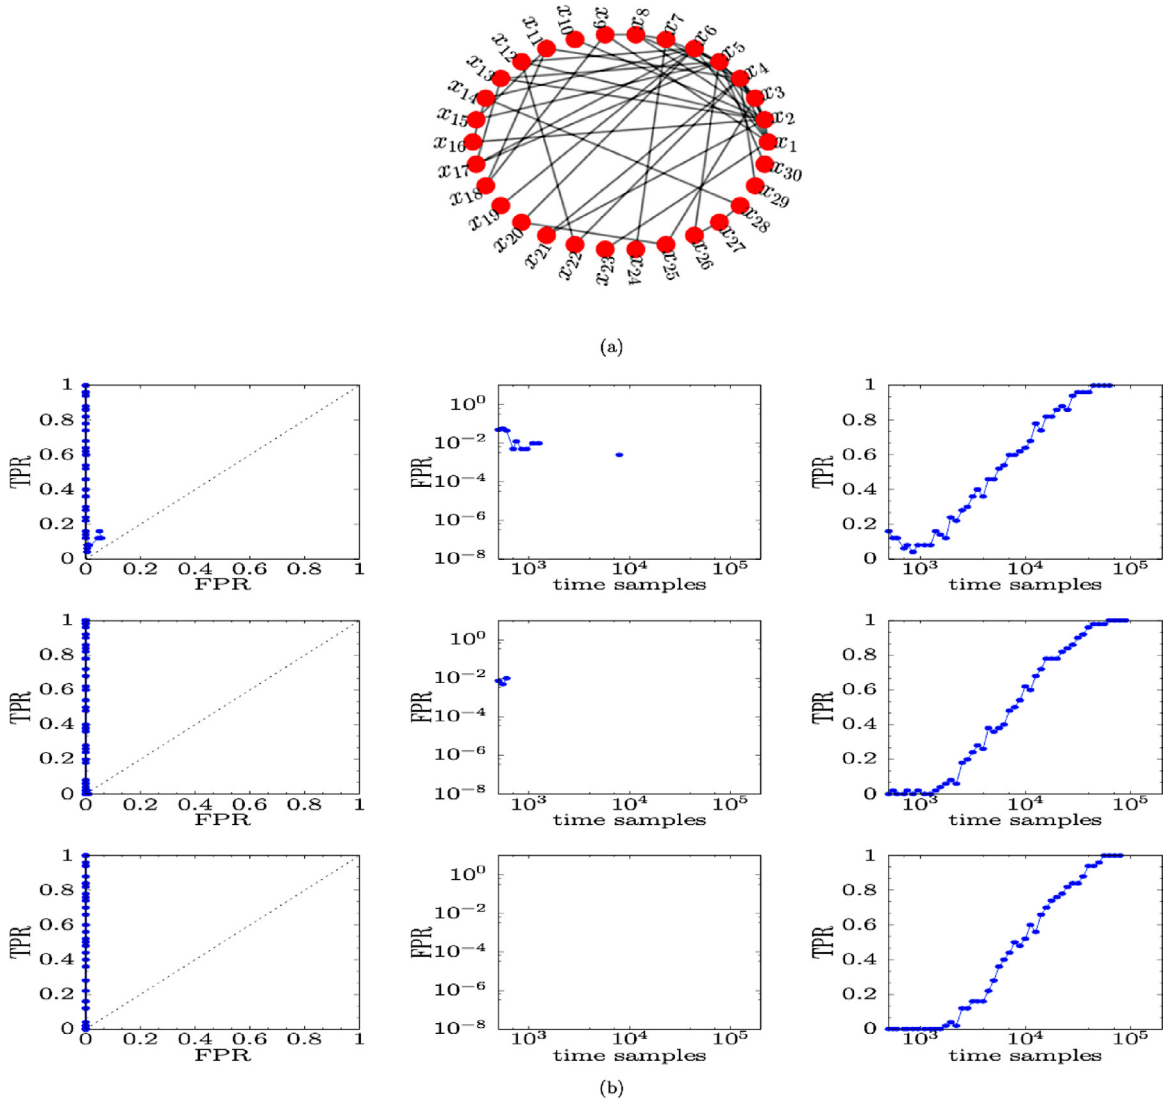 x1
x2
x3
x4
x5
x6
x7
x8
x9
x10
x11
x12
x13
x14
x15
x16
x17
x18
x19
x20
x21
x22
x23
x24
x25
x26
x27
x28
x29
x30
(a)
1
0.8
0.6
0.4
0.2
0
TPR
0 0.2 0.4 0.6 0.8 1
FPR
10^0
10^-2
10^-4
10^-6
10^-8
FPR
10^3 10^4 10^5
time samples
1
0.8
0.6
0.4
0.2
0
TPR
10^3 10^4 10^5
time samples
1
0.8
0.6
0.4
0.2
0
TPR
0 0.2 0.4 0.6 0.8 1
FPR
10^0
10^-2
10^-4
10^-6
10^-8
FPR
10^3 10^4 10^5
time samples
1
0.8
0.6
0.4
0.2
0
TPR
10^3 10^4 10^5
time samples
1
0.8
0.6
0.4
0.2
0
TPR
0 0.2 0.4 0.6 0.8 1
FPR
10^0
10^-2
10^-4
10^-6
10^-8
FPR
10^3 10^4 10^5
time samples
1
0.8
0.6
0.4
0.2
0
TPR
10^3 10^4 10^5
time samples
(b)